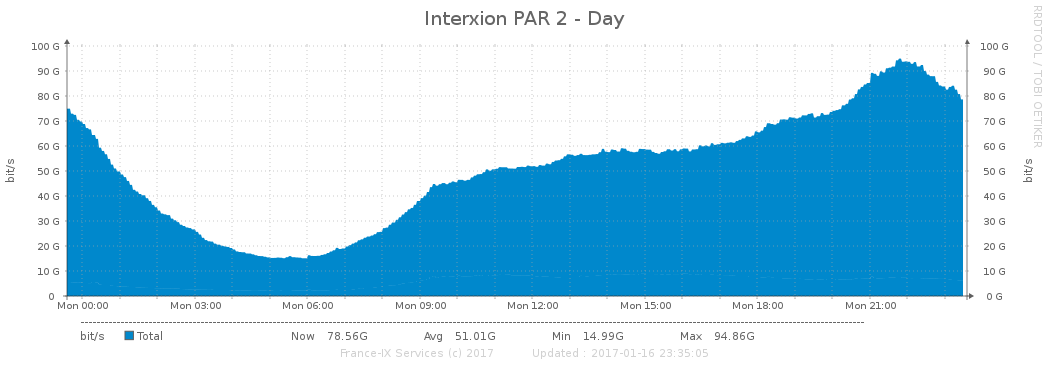 Interxion PAR 2 - Day
RRDTOOL / TOBI OETIKER
bit/s
100 G 100 G
90 G 90 G
80 G 80 G
70 G 70 G
60 G 60 G
50 G 50 G
40 G 40 G
30 G 30 G
20 G 20 G
10 G 10 G
0 0 G
bit/s
Mon 00:00 Mon 03:00 Mon 06:00 Mon 09:00 Mon 12:00 Mon 15:00 Mon 18:00 Mon 21:00
bit/s Total Now 78.56G Avg 51.01G Min 14.99G Max 94.86G
France-IX Services (c) 2017 Updated : 2017-01-16 23:35:05